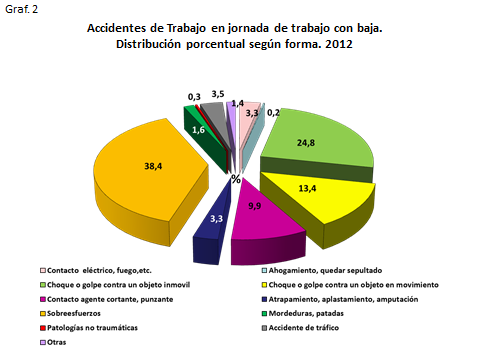 Graf. 2
Accidentes de Trabajo en jornada de trabajo con baja.
Distribución porcentual según forma. 2012
0,3
3,5
1,4
3,3
0,2
1,6
24,8
38,4
%
13,4
9,9
3,3
Contacto eléctrico, fuego,etc.
Ahogamiento, quedar sepultado
Choque o golpe contra un objeto inmovil
Choque o golpe contra un objeto en movimiento
Contacto agente cortante, punzante
Atrapamiento, aplastamiento, amputación
Sobreesfuerzos
Mordeduras, patadas
Patologías no traumáticas
Accidente de tráfico
Otras